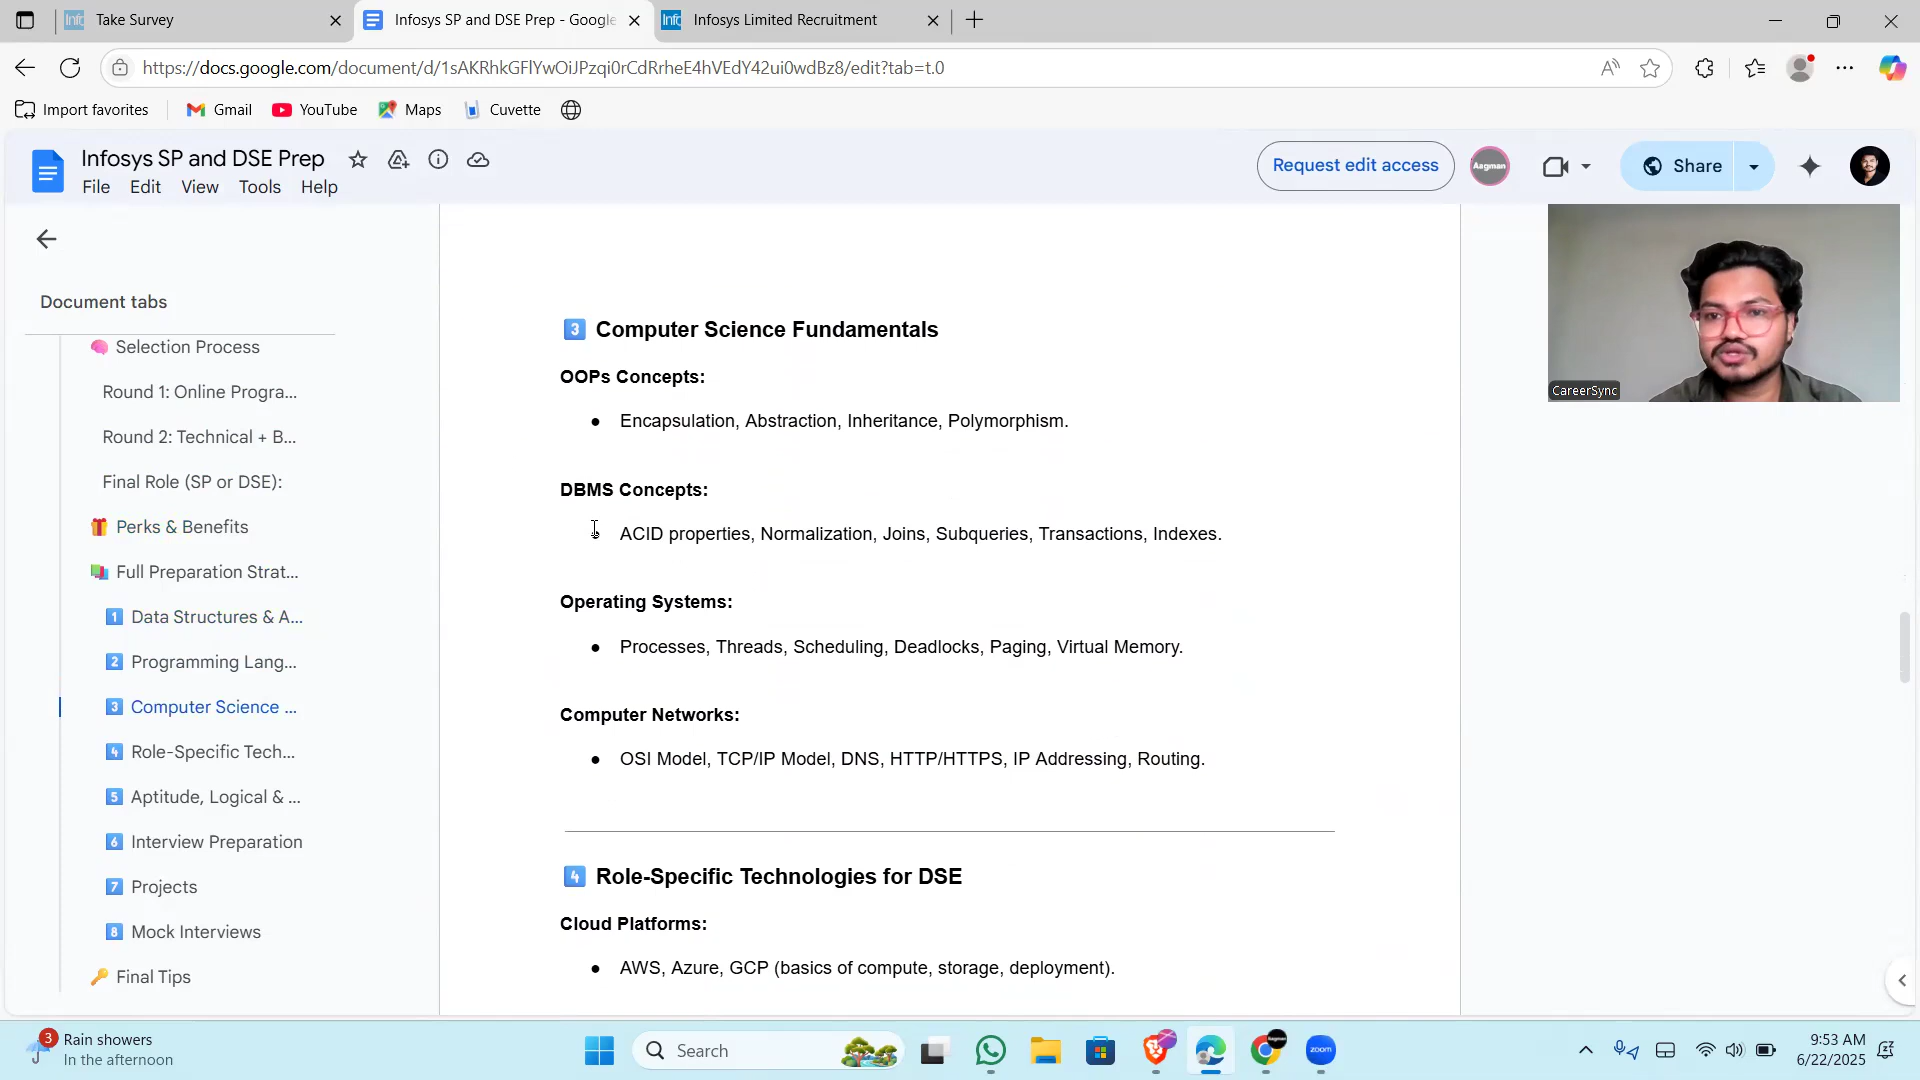 Take Survey
Infosys SP and DSE Prep - Google
Infosys Limited Recruitment
https://docs.google.com/document/d/1sAKRhkGFlYwOiJPzqi0rCdRrheE4hVEdY42ui0wdBz8/edit?tab=t.0
Import favorites
Gmail
YouTube
Maps
Cuvette
Infosys SP and DSE Prep
File Edit View Tools Help
Request edit access
Aagman
Share
Document tabs
Selection Process
Round 1: Online Progra...
Round 2: Technical + B...
Final Role (SP or DSE):
Perks & Benefits
Full Preparation Strat...
1 Data Structures & A...
2 Programming Lang...
3 Computer Science ...
4 Role-Specific Tech...
5 Aptitude, Logical & ...
6 Interview Preparation
7 Projects
8 Mock Interviews
Final Tips
3 Computer Science Fundamentals
OOPs Concepts:
● Encapsulation, Abstraction, Inheritance, Polymorphism.
DBMS Concepts:
ACID properties, Normalization, Joins, Subqueries, Transactions, Indexes.
Operating Systems:
● Processes, Threads, Scheduling, Deadlocks, Paging, Virtual Memory.
Computer Networks:
● OSI Model, TCP/IP Model, DNS, HTTP/HTTPS, IP Addressing, Routing.
4 Role-Specific Technologies for DSE
Cloud Platforms:
● AWS, Azure, GCP (basics of compute, storage, deployment).
CareerSync
3
Rain showers
In the afternoon
Search
zoom
9:53 AM
6/22/2025